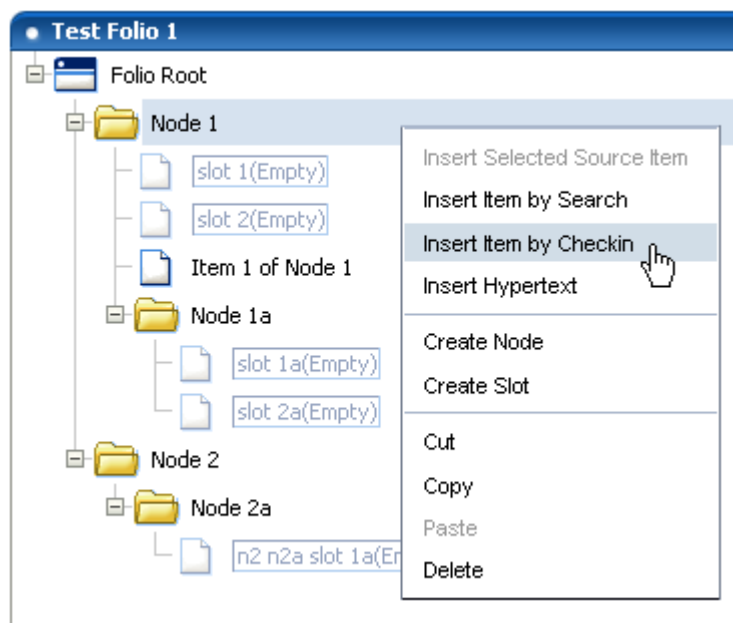 Test Folio 1
Folio Root
Node 1
slot 1(Empty)
slot 2(Empty)
Item 1 of Node 1
Node 1a
slot 1a(Empty)
slot 2a(Empty)
Node 2
Node 2a
n2 n2a slot 1a(Er
Insert Selected Source Item
Insert Item by Search
Insert Item by Checkin
Insert Hypertext
Create Node
Create Slot
Cut
Copy
Paste
Delete